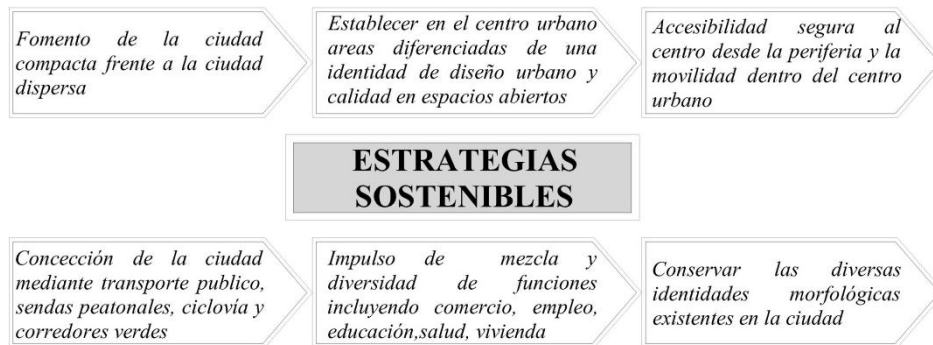 Fomento de la ciudad
compacta frente a la ciudad
dispersa
Establecer en el centro urbano
areas diferenciadas de una
identidad de diseño urbano y
calidad en espacios abiertos
Accesibilidad segura al
centro desde la periferia y la
movilidad dentro del centro
urbano
ESTRATEGIAS
SOSTENIBLES
Concección de la ciudad
mediante transporte publico,
sendas peatonales, ciclovía y
corredores verdes
Impulso de mezcla y
diversidad de funciones
incluyendo comercio, empleo,
educación,salud, vivienda
Conservar las diversas
identidades morfológicas
existentes en la ciudad